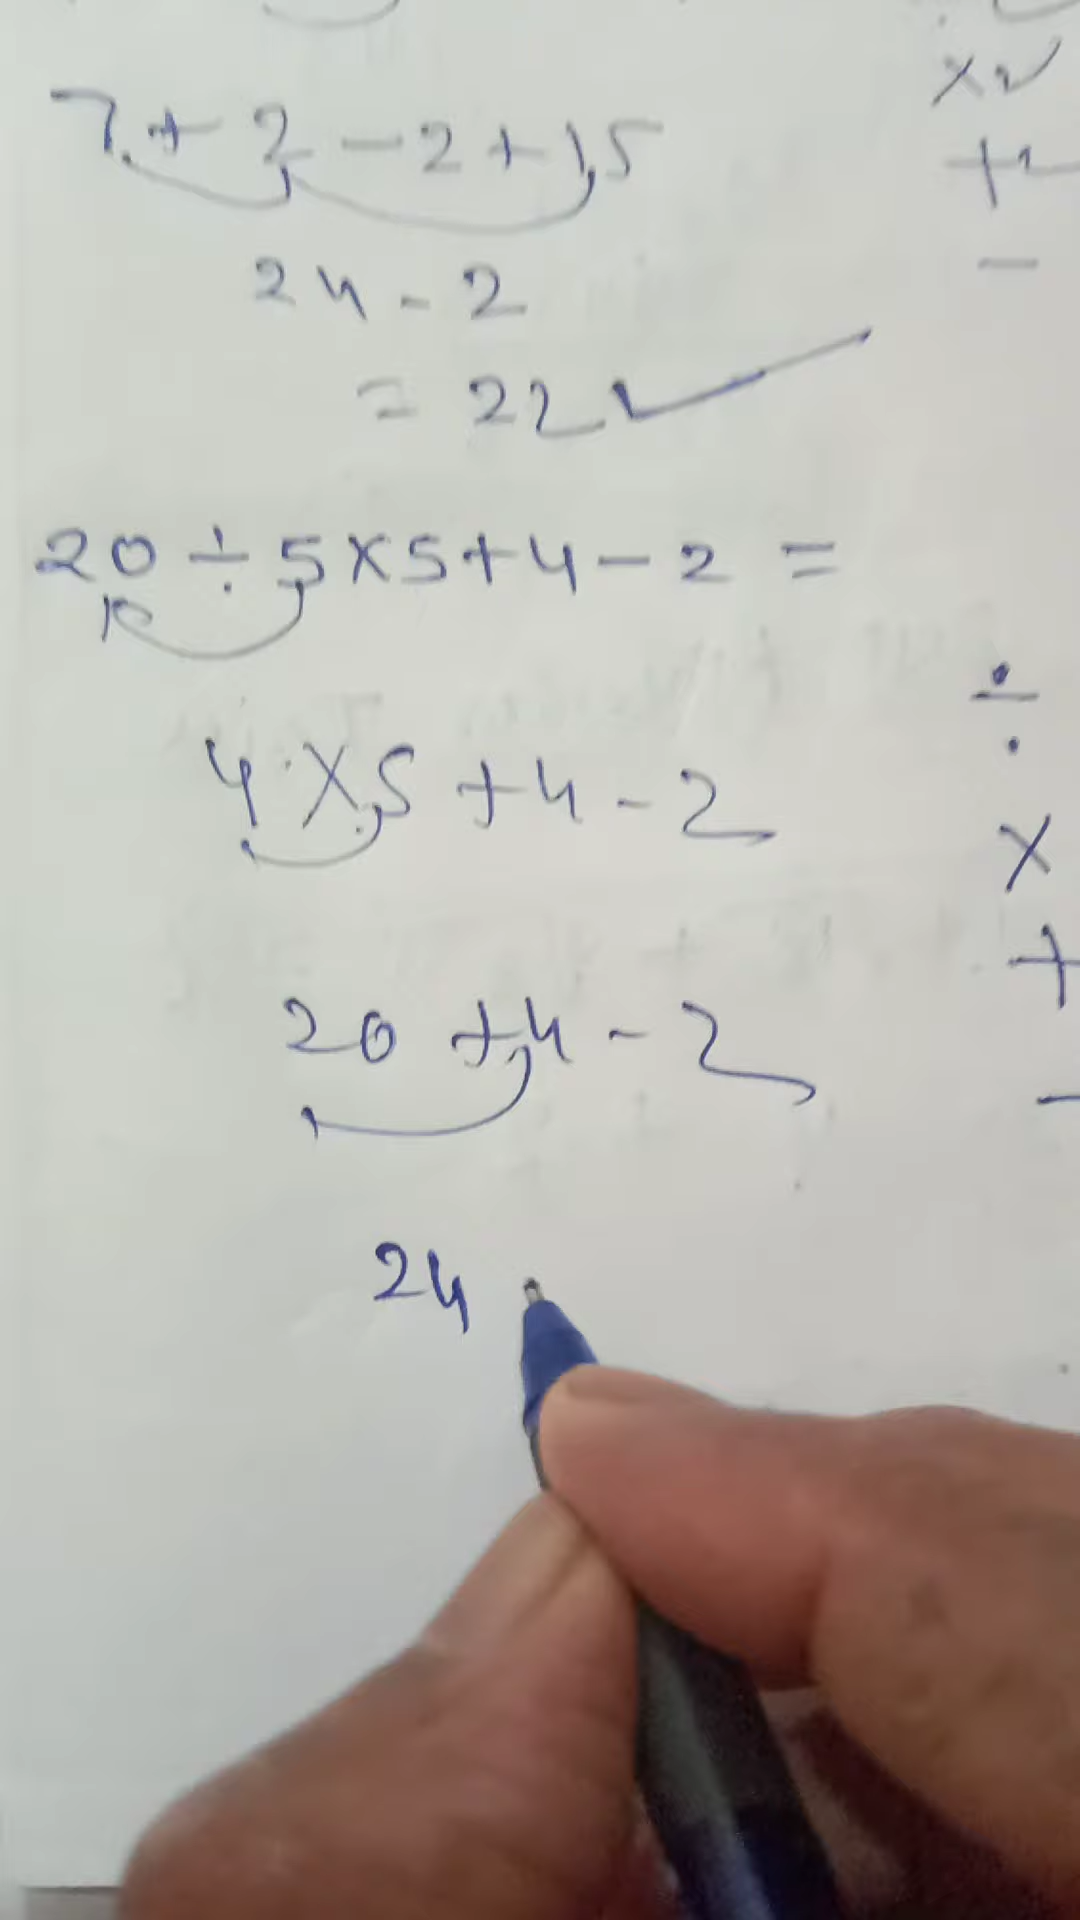 7 + 2 - 2 + 15
24 - 2
= 22 ✓
20 ÷ 5 × 5 + 4 - 2 =
4 × 5 + 4 - 2
20 + 4 - 2
24
×
+
-
÷
×
+
-